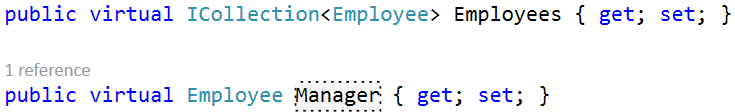 public virtual ICollection<Employee> Employees { get; set; }
1 reference
public virtual Employee Manager { get; set; }